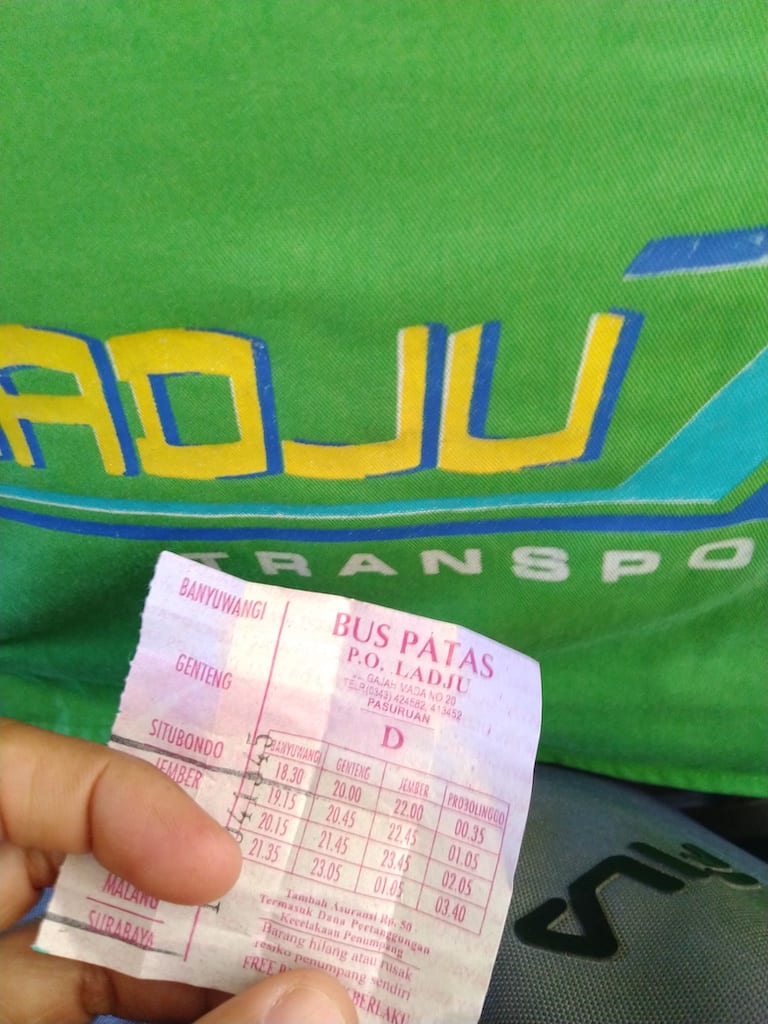 ADJU
TRANSPO
BANYUWANGI
GENTENG
SITUBONDO
JEMBER
MALANG
SURABAYA
BUS PATAS
P.O. LADJU
JL. GAJAH MADA NO 20
TELP.(0343) 424582, 413452
PASURUAN
D
BANYUWANGI GENTENG JEMBER PROBOLINGGO
18.30 20.00 22.00 00.35
19.15 20.45 22.45 01.05
20.15 21.45 23.45 02.05
21.35 23.05 01.05 03.40
Tambah Asuransi Rp. 50
Termasuk Dana Pertanggungan
Kecelakaan Penumpang
Barang hilang atau rusak
resiko penumpang sendiri
FREE BERLAKU